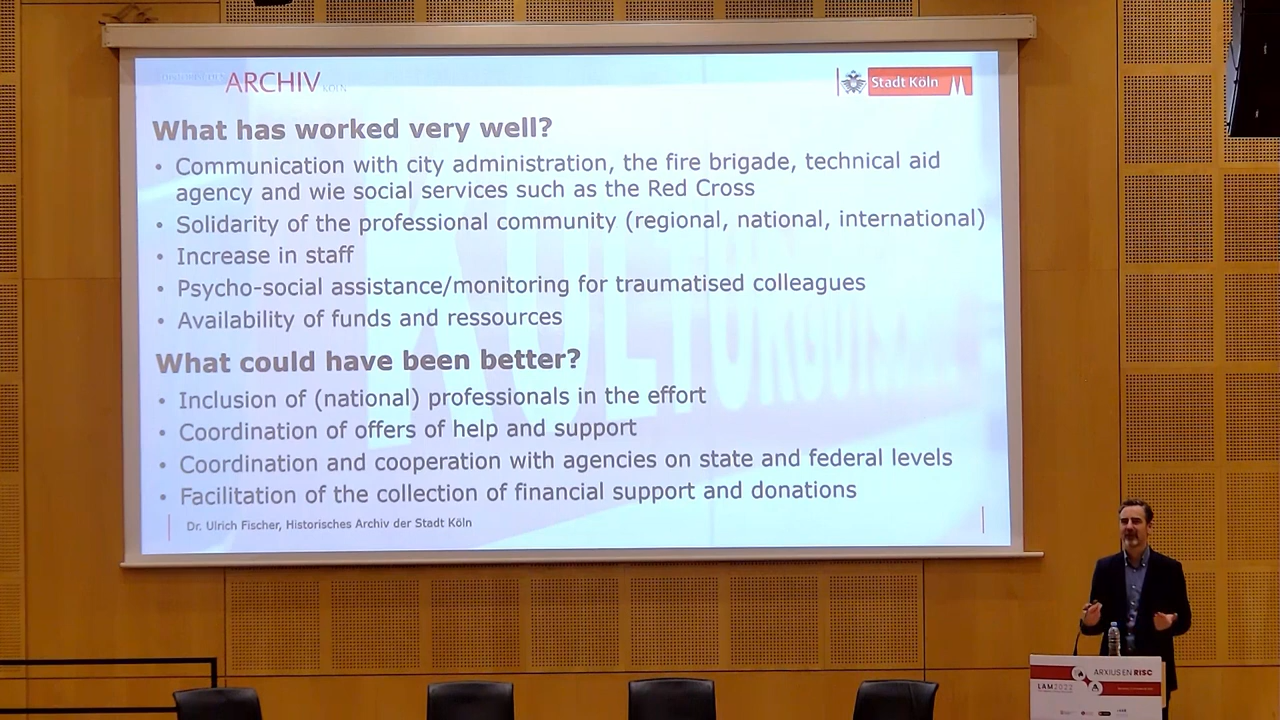 HISTORISCHES ARCHIV KÖLN
Stadt Köln
What has worked very well?
• Communication with city administration, the fire brigade, technical aid
agency and wie social services such as the Red Cross
• Solidarity of the professional community (regional, national, international)
• Increase in staff
• Psycho-social assistance/monitoring for traumatised colleagues
• Availability of funds and ressources
What could have been better?
• Inclusion of (national) professionals in the effort
• Coordination of offers of help and support
• Coordination and cooperation with agencies on state and federal levels
• Facilitation of the collection of financial support and donations
Dr. Ulrich Fischer, Historisches Archiv der Stadt Köln
ARXIUS EN RISC
LAM2022